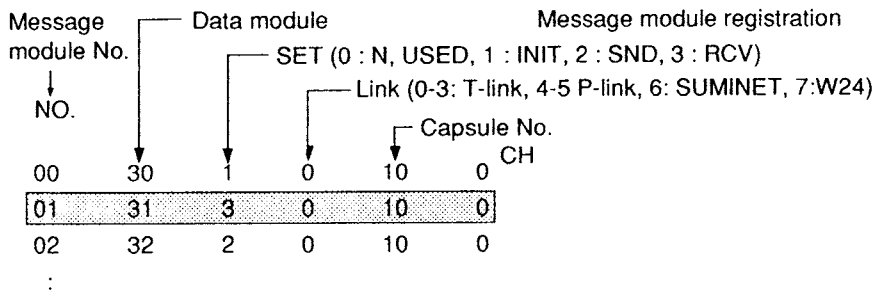 Message Data module Message module registration
module No. SET (0 : N, USED, 1 : INIT, 2 : SND, 3 : RCV)
Link (0-3: T-link, 4-5 P-link, 6: SUMINET, 7:W24)
NO.
Capsule No.
CH
00 30 1 0 10 0
01 31 3 0 10 0
02 32 2 0 10 0
: